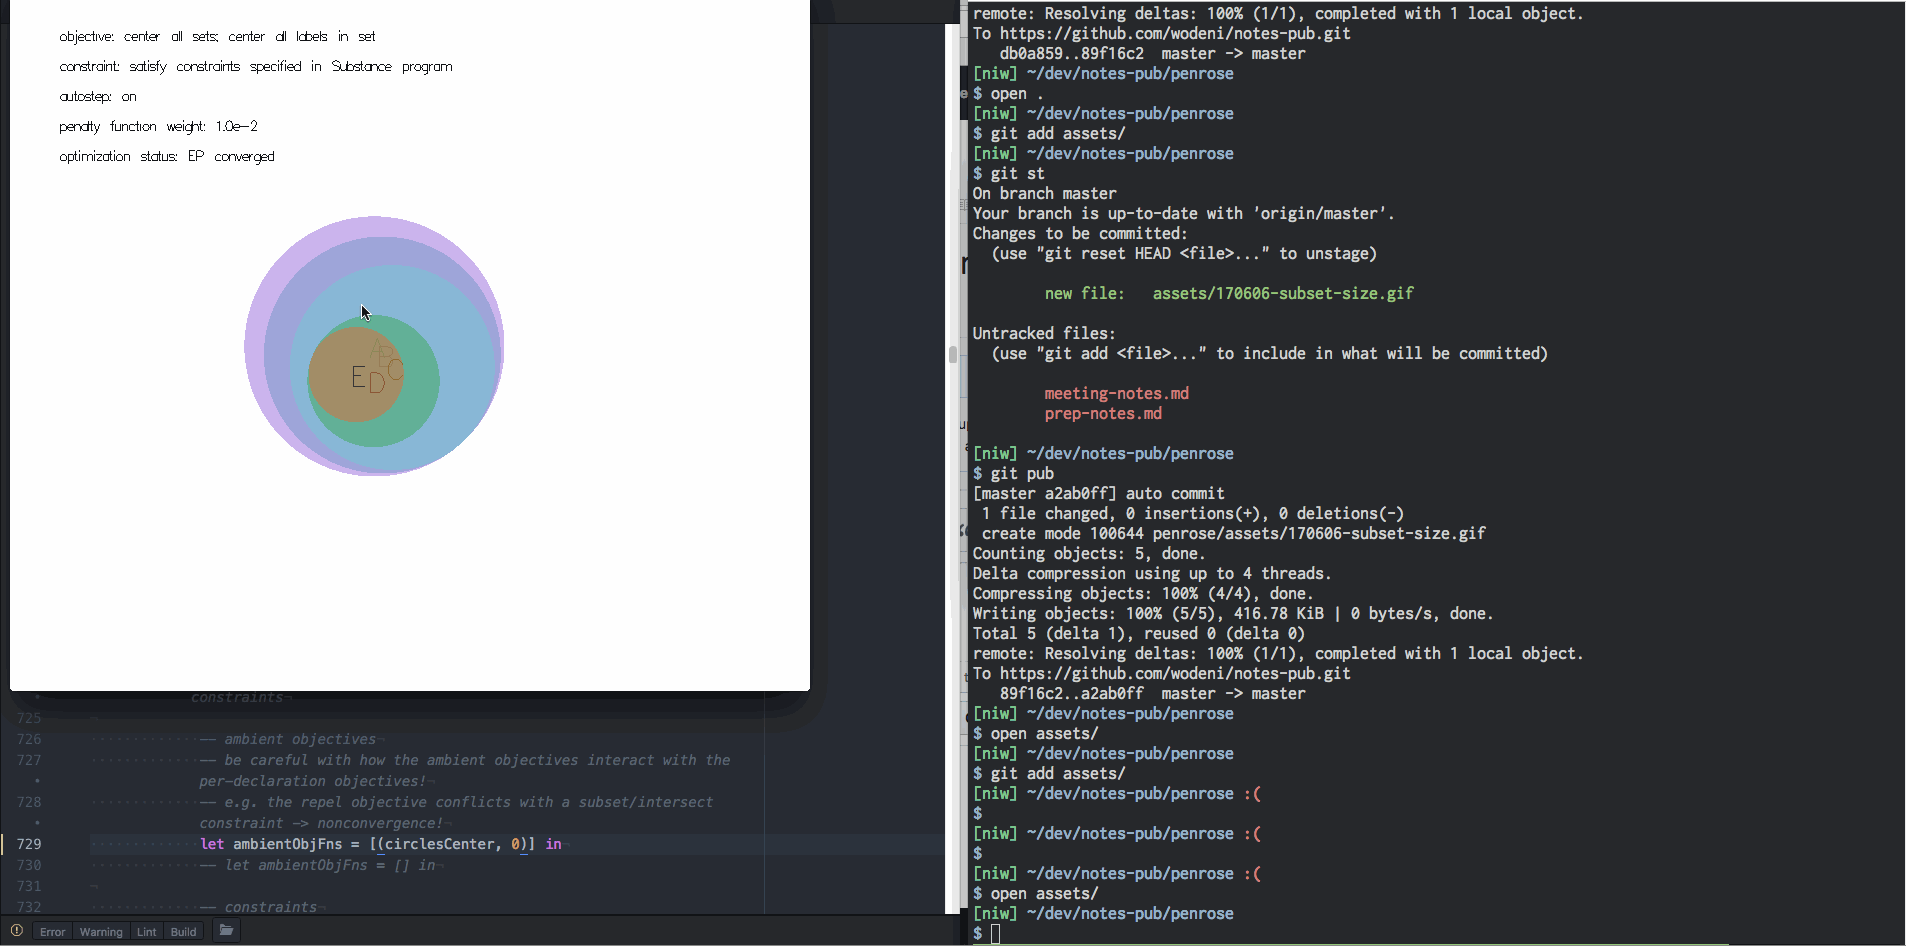 objective: center all sets; center all labels in set
constraint: satisfy constraints specified in Substance program
autostep: on
penalty function weight: 1.0e-2
optimization status: EP converged
A
B
C
E D
constraints
725
726 -- ambient objectives
727 -- be careful with how the ambient objectives interact with the
per-declaration objectives!
728 -- e.g. the repel objective conflicts with a subset/intersect
constraint -> nonconvergence!
729 let ambientObjFns = [(circlesCenter, 0)] in
730 -- let ambientObjFns = [] in
731
732 -- constraints
Error Warning Lint Build
remote: Resolving deltas: 100% (1/1), completed with 1 local object.
To https://github.com/wodeni/notes-pub.git
db0a859..89f16c2 master -> master
[niw] ~/dev/notes-pub/penrose
$ open .
[niw] ~/dev/notes-pub/penrose
$ git add assets/
[niw] ~/dev/notes-pub/penrose
$ git st
On branch master
Your branch is up-to-date with 'origin/master'.
Changes to be committed:
(use "git reset HEAD <file>..." to unstage)
new file: assets/170606-subset-size.gif
Untracked files:
(use "git add <file>..." to include in what will be committed)
meeting-notes.md
prep-notes.md
[niw] ~/dev/notes-pub/penrose
$ git pub
[master a2ab0ff] auto commit
1 file changed, 0 insertions(+), 0 deletions(-)
create mode 100644 penrose/assets/170606-subset-size.gif
Counting objects: 5, done.
Delta compression using up to 4 threads.
Compressing objects: 100% (4/4), done.
Writing objects: 100% (5/5), 416.78 KiB | 0 bytes/s, done.
Total 5 (delta 1), reused 0 (delta 0)
remote: Resolving deltas: 100% (1/1), completed with 1 local object.
To https://github.com/wodeni/notes-pub.git
89f16c2..a2ab0ff master -> master
[niw] ~/dev/notes-pub/penrose
$ open assets/
[niw] ~/dev/notes-pub/penrose
$ git add assets/
[niw] ~/dev/notes-pub/penrose :(
$
[niw] ~/dev/notes-pub/penrose :(
$
[niw] ~/dev/notes-pub/penrose :(
$ open assets/
[niw] ~/dev/notes-pub/penrose
$